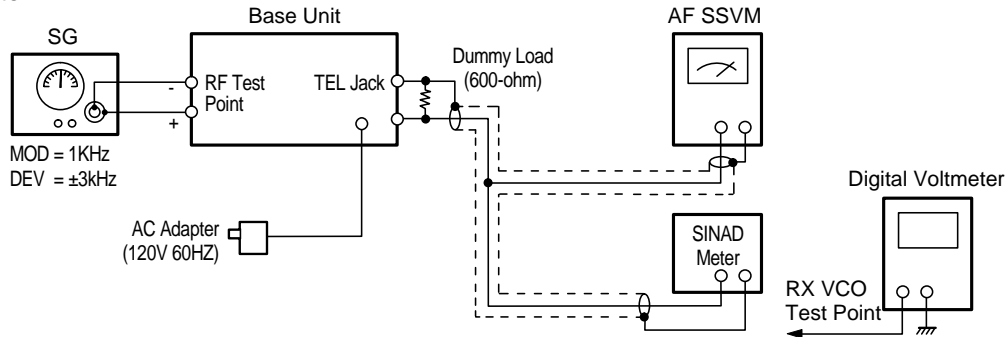 Base Unit
AF SSVM
SG
Dummy Load
(600-ohm)
RF Test
Point
TEL Jack
-
+
MOD = 1KHz
DEV = ±3kHz
Digital Voltmeter
AC Adapter
(120V 60HZ)
SINAD
Meter
RX VCO
Test Point